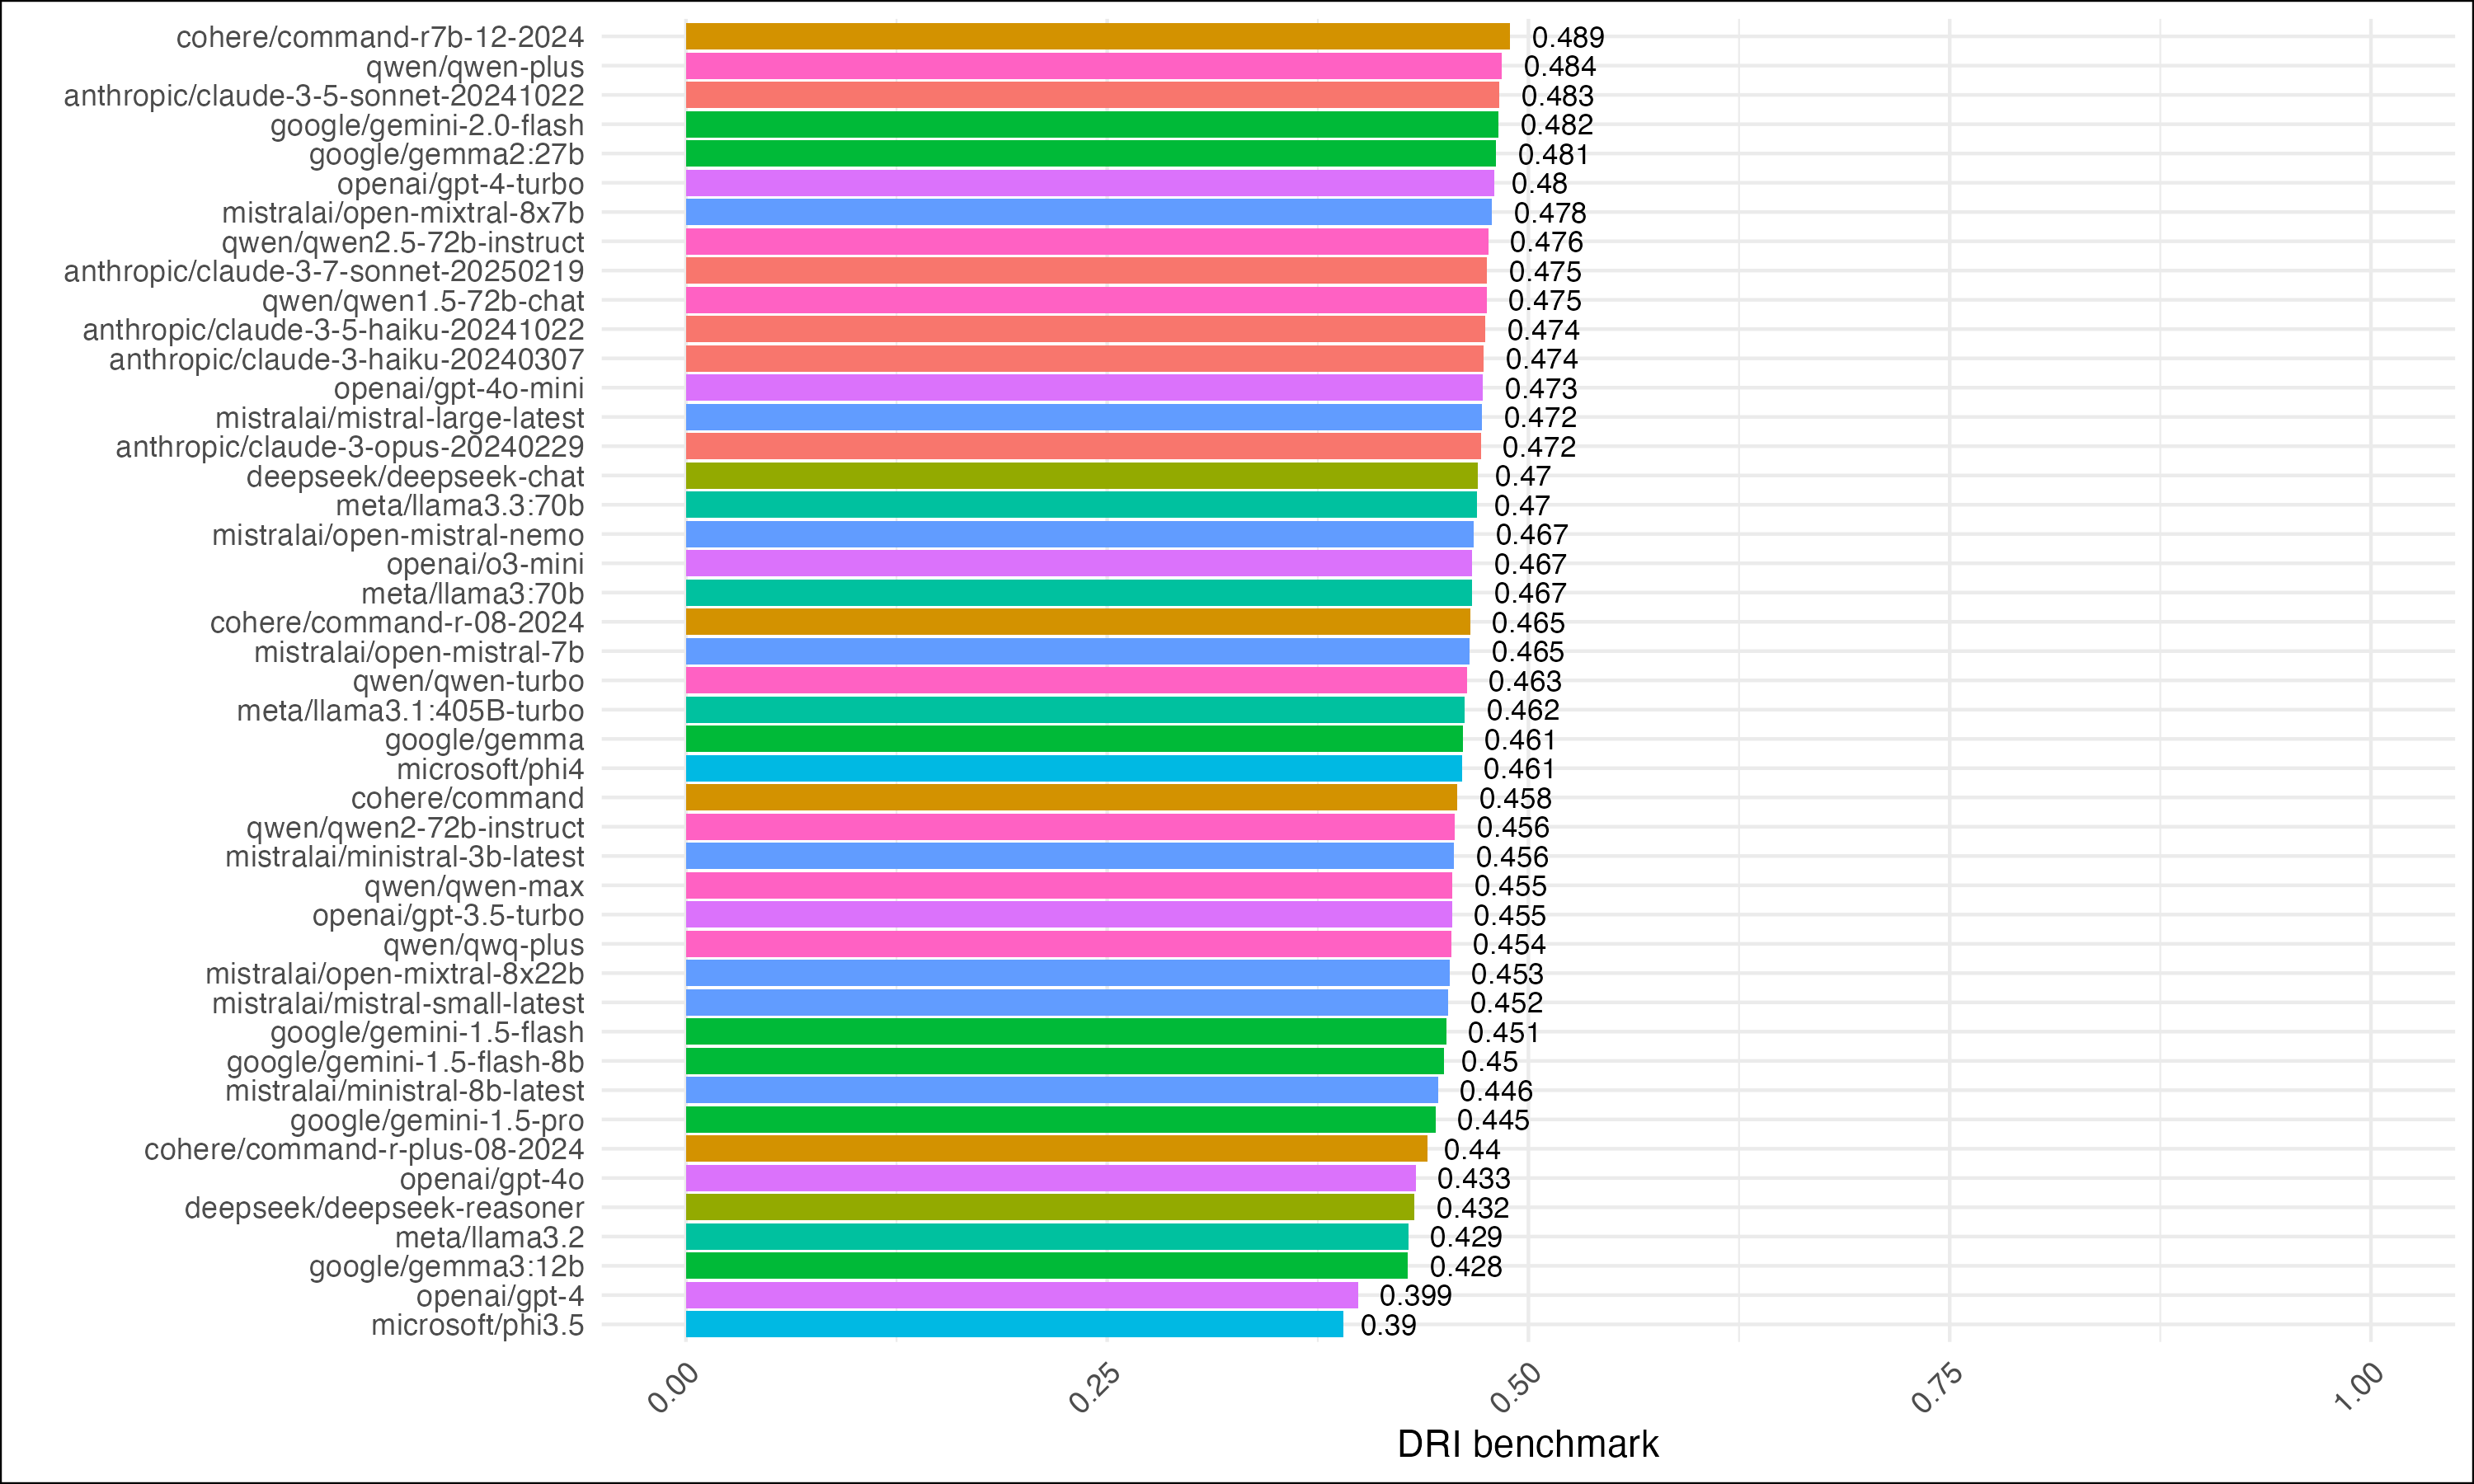 cohere/command-r7b-12-2024 0.489
qwen/qwen-plus 0.484
anthropic/claude-3-5-sonnet-20241022 0.483
google/gemini-2.0-flash 0.482
google/gemma2:27b 0.481
openai/gpt-4-turbo 0.48
mistralai/open-mixtral-8x7b 0.478
qwen/qwen2.5-72b-instruct 0.476
anthropic/claude-3-7-sonnet-20250219 0.475
qwen/qwen1.5-72b-chat 0.475
anthropic/claude-3-5-haiku-20241022 0.474
anthropic/claude-3-haiku-20240307 0.474
openai/gpt-4o-mini 0.473
mistralai/mistral-large-latest 0.472
anthropic/claude-3-opus-20240229 0.472
deepseek/deepseek-chat 0.47
meta/llama3.3:70b 0.47
mistralai/open-mistral-nemo 0.467
openai/o3-mini 0.467
meta/llama3:70b 0.467
cohere/command-r-08-2024 0.465
mistralai/open-mistral-7b 0.465
qwen/qwen-turbo 0.463
meta/llama3.1:405B-turbo 0.462
google/gemma 0.461
microsoft/phi4 0.461
cohere/command 0.458
qwen/qwen2-72b-instruct 0.456
mistralai/ministral-3b-latest 0.456
qwen/qwen-max 0.455
openai/gpt-3.5-turbo 0.455
qwen/qwq-plus 0.454
mistralai/open-mixtral-8x22b 0.453
mistralai/mistral-small-latest 0.452
google/gemini-1.5-flash 0.451
google/gemini-1.5-flash-8b 0.45
mistralai/ministral-8b-latest 0.446
google/gemini-1.5-pro 0.445
cohere/command-r-plus-08-2024 0.44
openai/gpt-4o 0.433
deepseek/deepseek-reasoner 0.432
meta/llama3.2 0.429
google/gemma3:12b 0.428
openai/gpt-4 0.399
microsoft/phi3.5 0.39
0.00 0.25 0.50 0.75 1.00
DRI benchmark